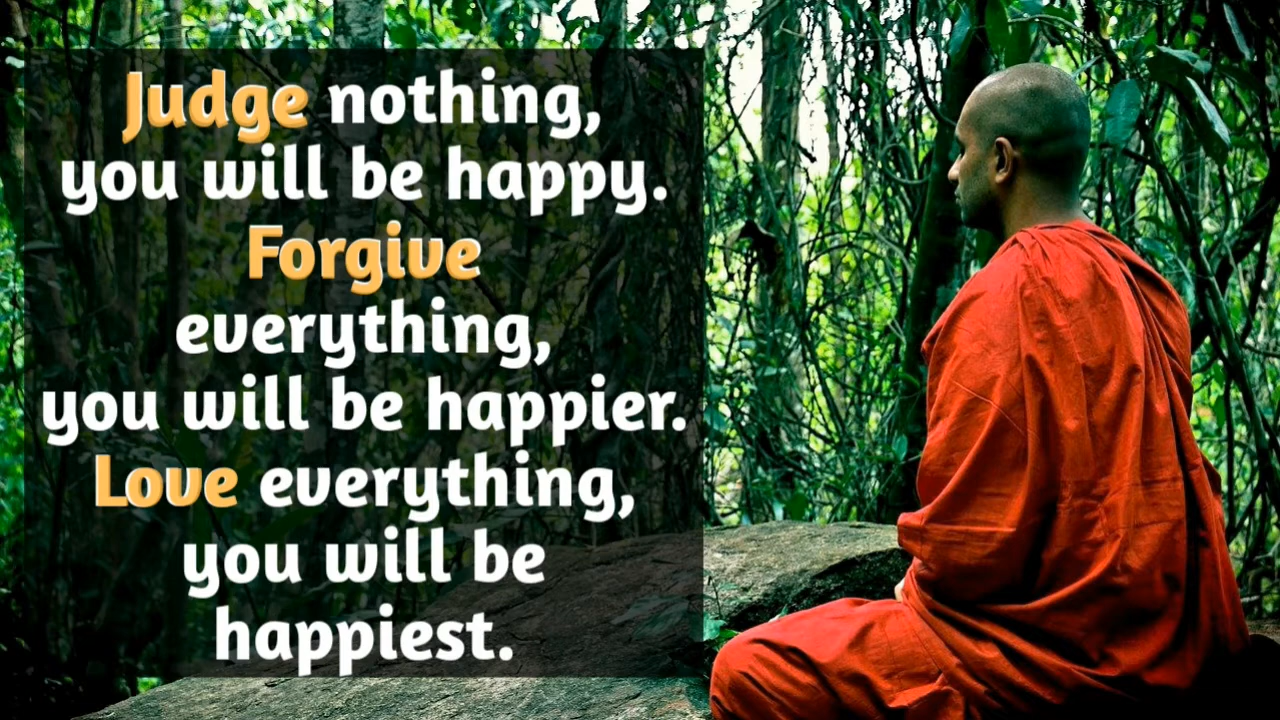 Judge nothing,
you will be happy.
Forgive
everything,
you will be happier.
Love everything,
you will be
happiest.